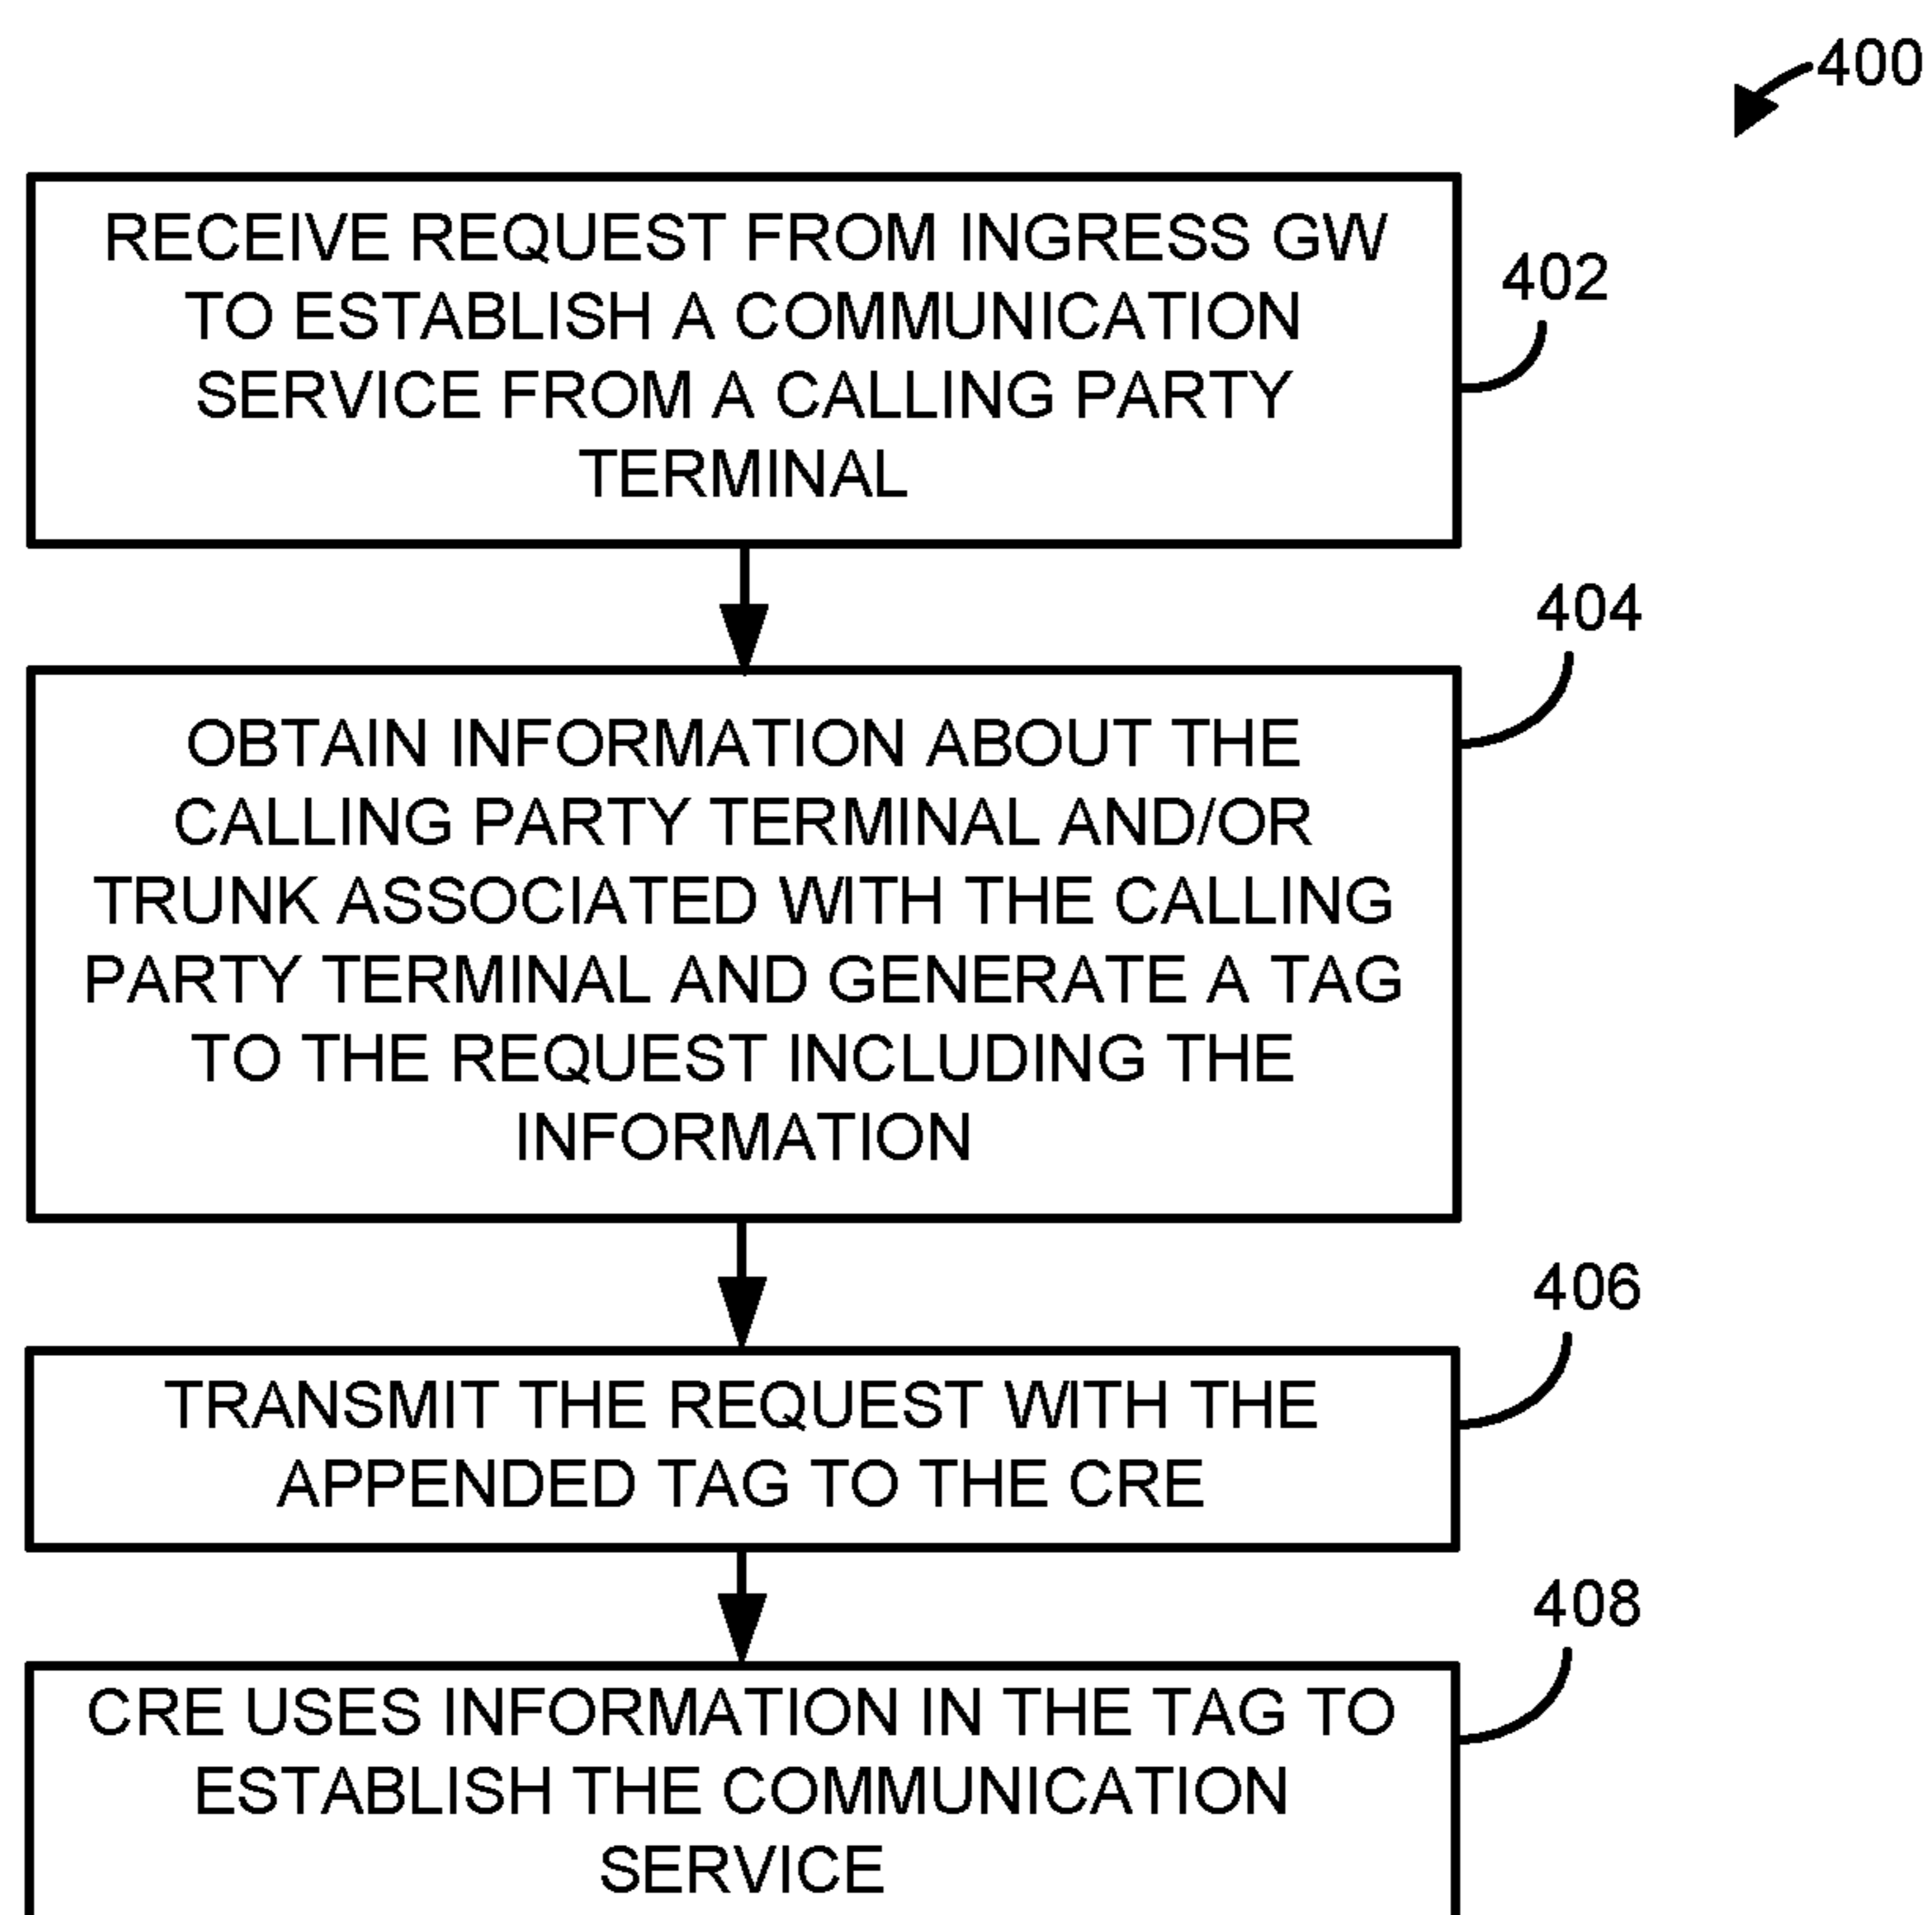 400
RECEIVE REQUEST FROM INGRESS GW
TO ESTABLISH A COMMUNICATION
SERVICE FROM A CALLING PARTY
TERMINAL
402
404
OBTAIN INFORMATION ABOUT THE
CALLING PARTY TERMINAL AND/OR
TRUNK ASSOCIATED WITH THE CALLING
PARTY TERMINAL AND GENERATE A TAG
TO THE REQUEST INCLUDING THE
INFORMATION
406
TRANSMIT THE REQUEST WITH THE
APPENDED TAG TO THE CRE
408
CRE USES INFORMATION IN THE TAG TO
ESTABLISH THE COMMUNICATION
SERVICE